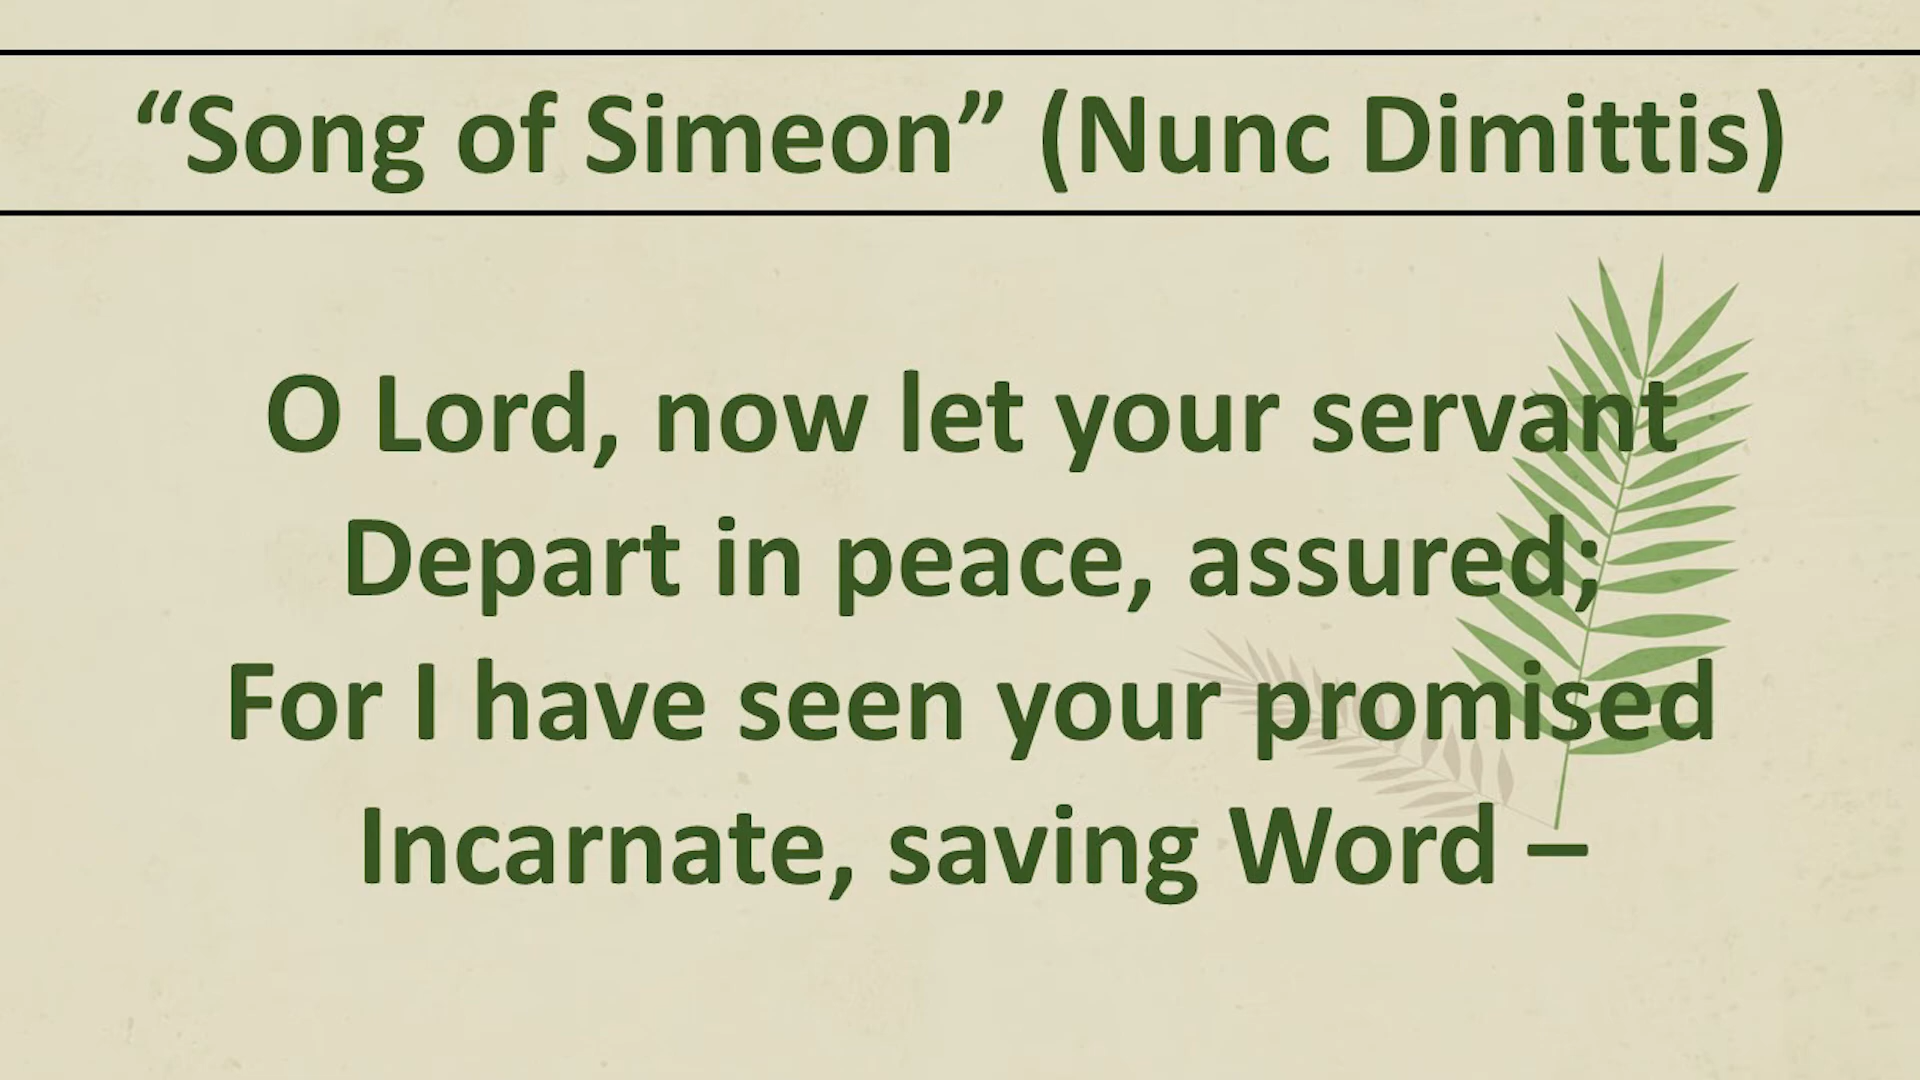 “Song of Simeon” (Nunc Dimittis)
O Lord, now let your servant
Depart in peace, assured;
For I have seen your promised
Incarnate, saving Word –